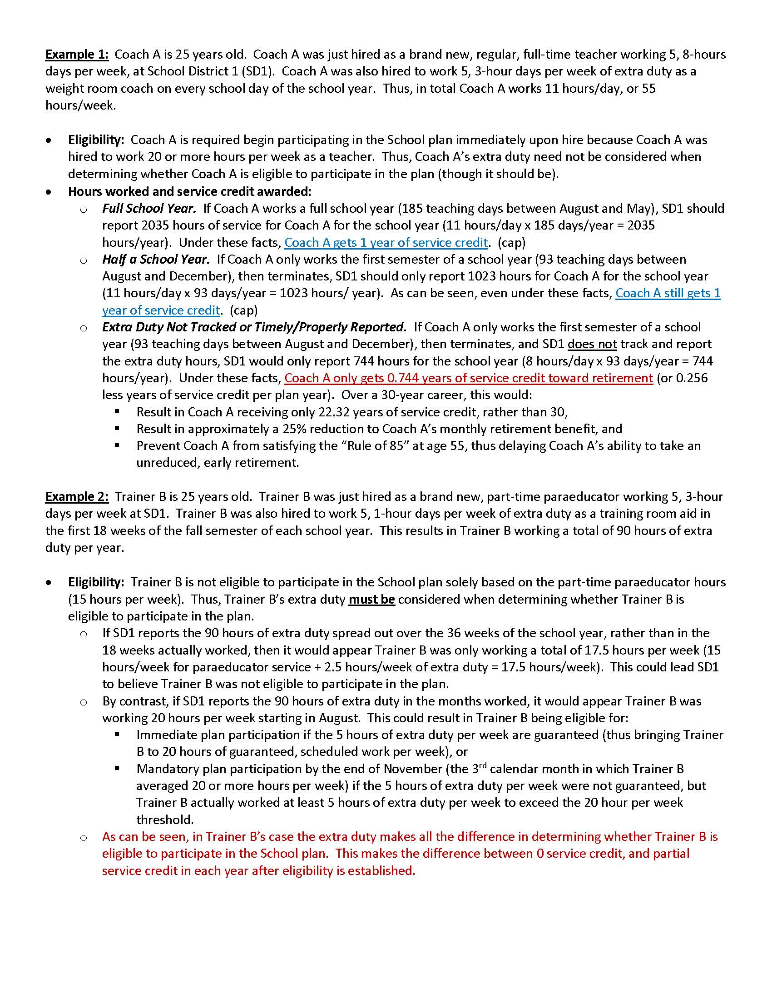 Example 1:  Coach A is 25 years old.  Coach A was just hired as a brand new, regular, full-time teacher working 5, 8-hours
days per week, at School District 1 (SD1).  Coach A was also hired to work 5, 3-hour days per week of extra duty as a
weight room coach on every school day of the school year.  Thus, in total Coach A works 11 hours/day, or 55
hours/week.
• Eligibility:  Coach A is required begin participating in the School plan immediately upon hire because Coach A was
hired to work 20 or more hours per week as a teacher.  Thus, Coach A’s extra duty need not be considered when
determining whether Coach A is eligible to participate in the plan (though it should be).
• Hours worked and service credit awarded:
o Full School Year.  If Coach A works a full school year (185 teaching days between August and May), SD1 should
report 2035 hours of service for Coach A for the school year (11 hours/day x 185 days/year = 2035
hours/year).  Under these facts, Coach A gets 1 year of service credit.  (cap)
o Half a School Year.  If Coach A only works the first semester of a school year (93 teaching days between
August and December), then terminates, SD1 should only report 1023 hours for Coach A for the school year
(11 hours/day x 93 days/year = 1023 hours/ year).  As can be seen, even under these facts, Coach A still gets 1
year of service credit.  (cap)
o Extra Duty Not Tracked or Timely/Properly Reported.  If Coach A only works the first semester of a school
year (93 teaching days between August and December), then terminates, and SD1 does not track and report
the extra duty hours, SD1 would only report 744 hours for the school year (8 hours/day x 93 days/year = 744
hours/year).  Under these facts, Coach A only gets 0.744 years of service credit toward retirement (or 0.256
less years of service credit per plan year).  Over a 30-year career, this would:
▪ Result in Coach A receiving only 22.32 years of service credit, rather than 30,
▪ Result in approximately a 25% reduction to Coach A’s monthly retirement benefit, and
▪ Prevent Coach A from satisfying the “Rule of 85” at age 55, thus delaying Coach A’s ability to take an
unreduced, early retirement.
Example 2:  Trainer B is 25 years old.  Trainer B was just hired as a brand new, part-time paraeducator working 5, 3-hour
days per week at SD1.  Trainer B was also hired to work 5, 1-hour days per week of extra duty as a training room aid in
the first 18 weeks of the fall semester of each school year.  This results in Trainer B working a total of 90 hours of extra
duty per year.
• Eligibility:  Trainer B is not eligible to participate in the School plan solely based on the part-time paraeducator hours
(15 hours per week).  Thus, Trainer B’s extra duty must be considered when determining whether Trainer B is
eligible to participate in the plan.
o If SD1 reports the 90 hours of extra duty spread out over the 36 weeks of the school year, rather than in the
18 weeks actually worked, then it would appear Trainer B was only working a total of 17.5 hours per week (15
hours/week for paraeducator service + 2.5 hours/week of extra duty = 17.5 hours/week).  This could lead SD1
to believe Trainer B was not eligible to participate in the plan.
o By contrast, if SD1 reports the 90 hours of extra duty in the months worked, it would appear Trainer B was
working 20 hours per week starting in August.  This could result in Trainer B being eligible for:
▪ Immediate plan participation if the 5 hours of extra duty per week are guaranteed (thus bringing Trainer
B to 20 hours of guaranteed, scheduled work per week), or
▪ Mandatory plan participation by the end of November (the 3rd calendar month in which Trainer B
averaged 20 or more hours per week) if the 5 hours of extra duty per week were not guaranteed, but
Trainer B actually worked at least 5 hours of extra duty per week to exceed the 20 hour per week
threshold.
o As can be seen, in Trainer B’s case the extra duty makes all the difference in determining whether Trainer B is
eligible to participate in the School plan.  This makes the difference between 0 service credit, and partial
service credit in each year after eligibility is established.